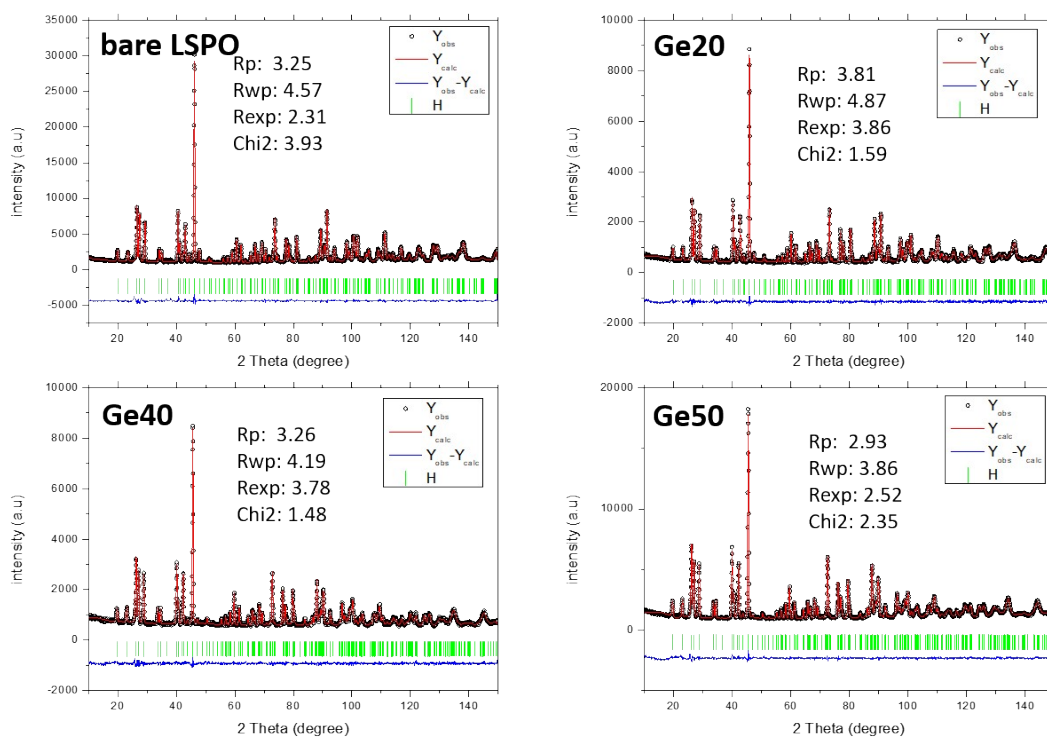 bare LSPO
Rp: 3.25
Rwp: 4.57
Rexp: 2.31
Chi2: 3.93
Yobs
Ycalc
Yobs-Ycalc
H
35000
30000
25000
20000
15000
10000
5000
0
-5000
intensity (a.u)
20 40 60 80 100 120 140
2 Theta (degree)
Ge20
Rp: 3.81
Rwp: 4.87
Rexp: 3.86
Chi2: 1.59
Yobs
Ycalc
Yobs-Ycalc
H
10000
8000
6000
4000
2000
0
-2000
intensity (a.u)
20 40 60 80 100 120 140
2 Theta (degree)
Ge40
Rp: 3.26
Rwp: 4.19
Rexp: 3.78
Chi2: 1.48
Yobs
Ycalc
Yobs-Ycalc
H
10000
8000
6000
4000
2000
0
-2000
intensity (a.u)
20 40 60 80 100 120 140
2 Theta (degree)
Ge50
Rp: 2.93
Rwp: 3.86
Rexp: 2.52
Chi2: 2.35
Yobs
Ycalc
Yobs-Ycalc
H
20000
10000
0
intensity (a.u)
20 40 60 80 100 120 140
2 Theta (degree)